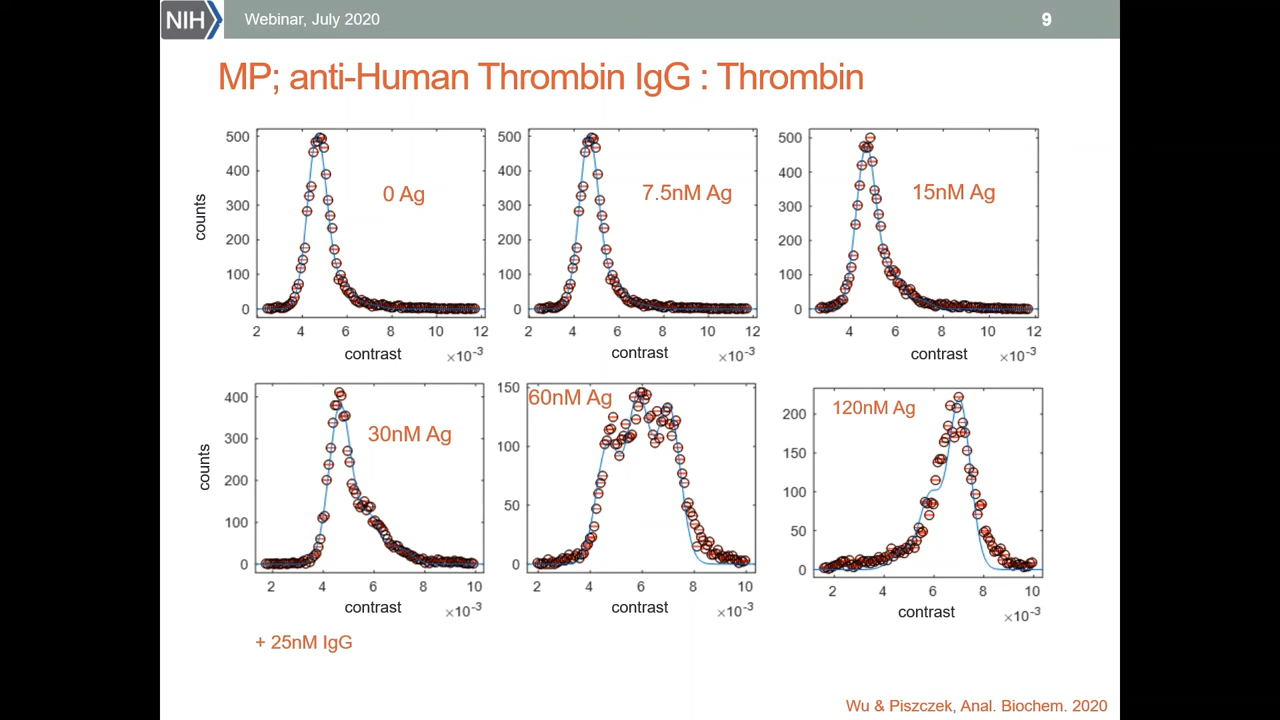 NIH
Webinar, July 2020
9
MP; anti-Human Thrombin IgG : Thrombin
500
400
300
200
100
0
counts
0 Ag
2 4 6 8 10 12
contrast
×10-3
500
400
300
200
100
0
7.5nM Ag
2 4 6 8 10 12
contrast
×10-3
500
400
300
200
100
0
15nM Ag
4 6 8 10 12
contrast
×10-3
400
300
200
100
0
counts
30nM Ag
2 4 6 8 10
contrast
×10-3
150
100
50
0
60nM Ag
2 4 6 8 10
contrast
×10-3
200
150
100
50
0
120nM Ag
2 4 6 8 10
contrast
×10-3
+ 25nM IgG
Wu & Piszczek, Anal. Biochem. 2020